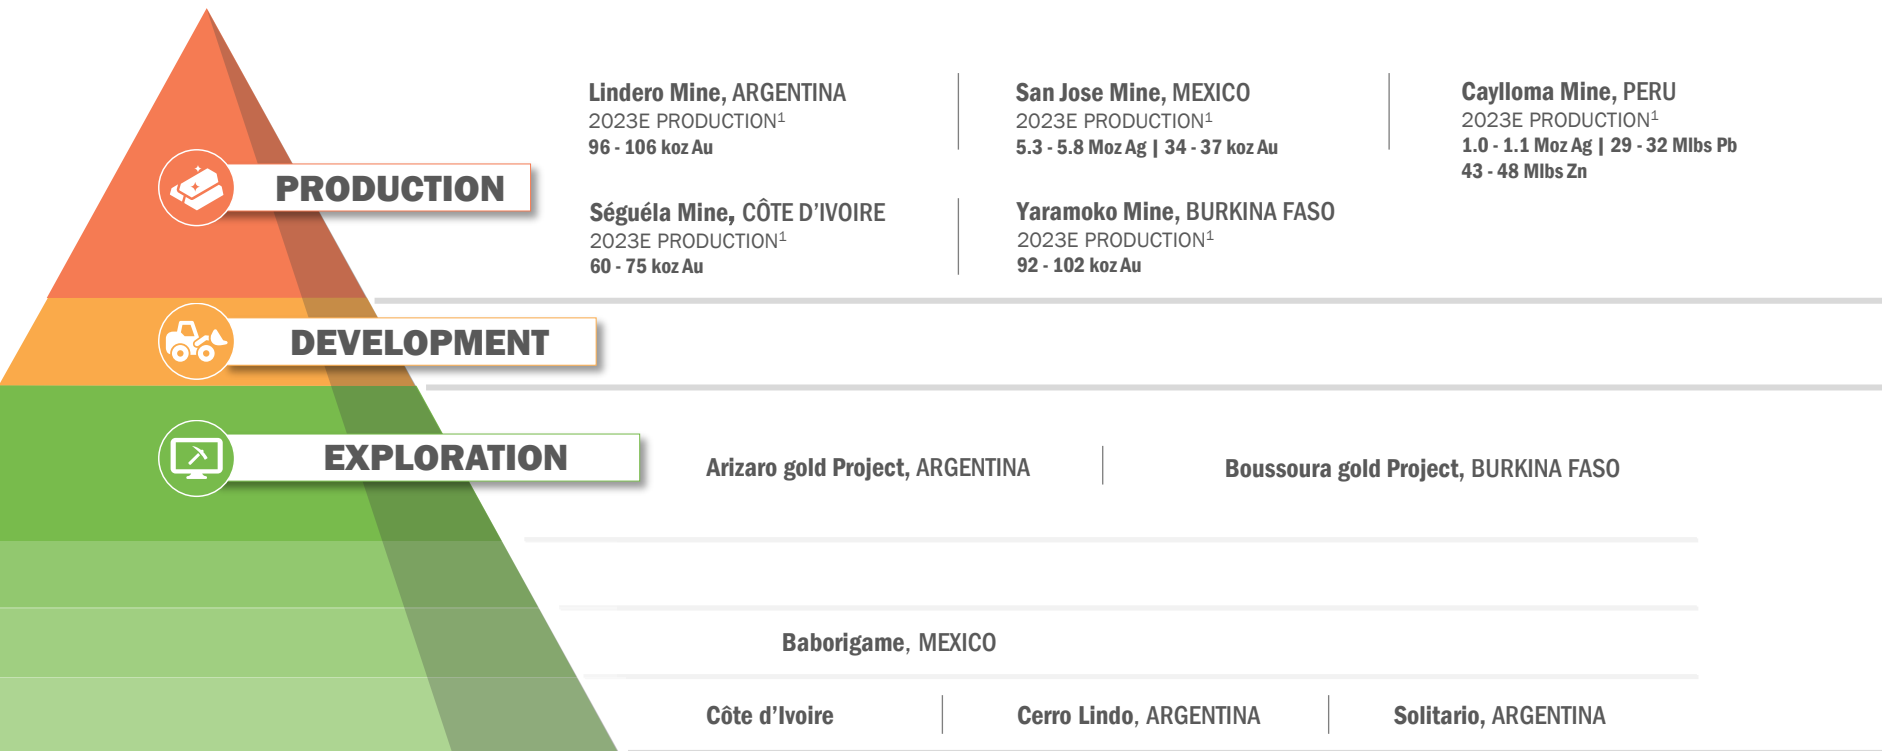 Lindero Mine, ARGENTINA
2023E PRODUCTION¹
96 - 106 koz Au
San Jose Mine, MEXICO
2023E PRODUCTION¹
5.3 - 5.8 Moz Ag | 34 - 37 koz Au
Caylloma Mine, PERU
2023E PRODUCTION¹
1.0 - 1.1 Moz Ag | 29 - 32 Mlbs Pb
43 - 48 Mlbs Zn
PRODUCTION
Séguéla Mine, CÔTE D'IVOIRE
2023E PRODUCTION¹
60 - 75 koz Au
Yaramoko Mine, BURKINA FASO
2023E PRODUCTION¹
92 - 102 koz Au
DEVELOPMENT
EXPLORATION
Arizaro gold Project, ARGENTINA
Boussoura gold Project, BURKINA FASO
Baborigame, MEXICO
Côte d'Ivoire
Cerro Lindo, ARGENTINA
Solitario, ARGENTINA